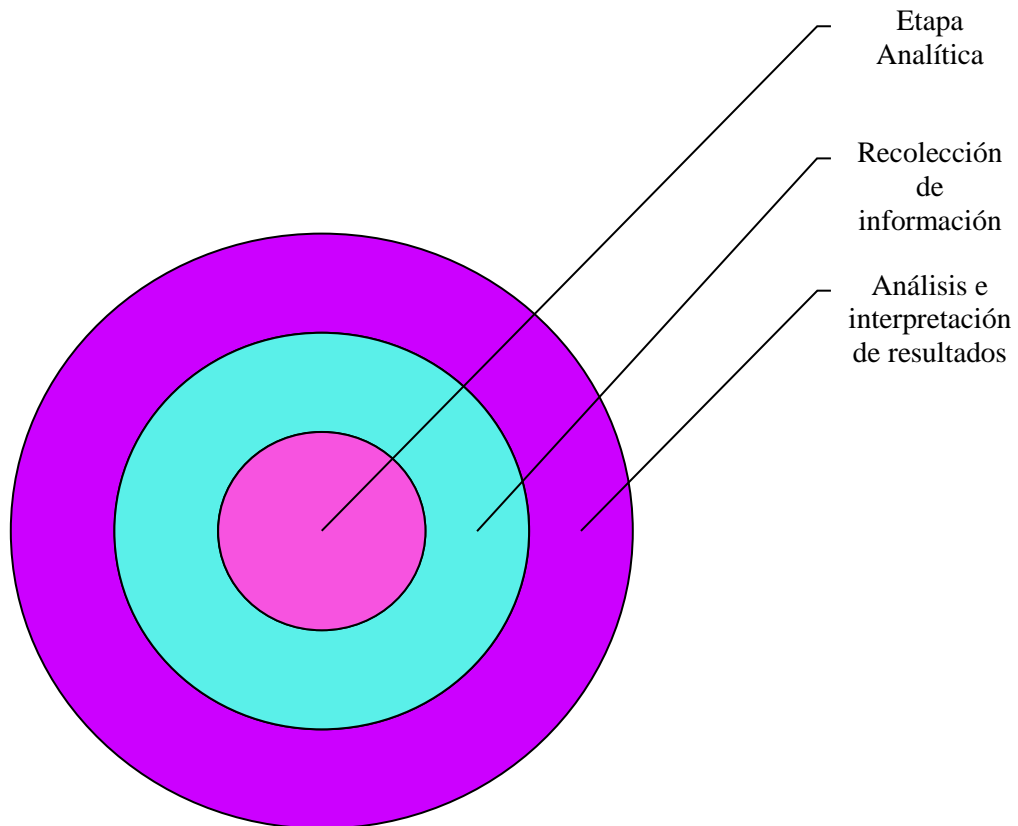 Etapa
Analítica
Recolección
de
información
Análisis e
interpretación
de resultados